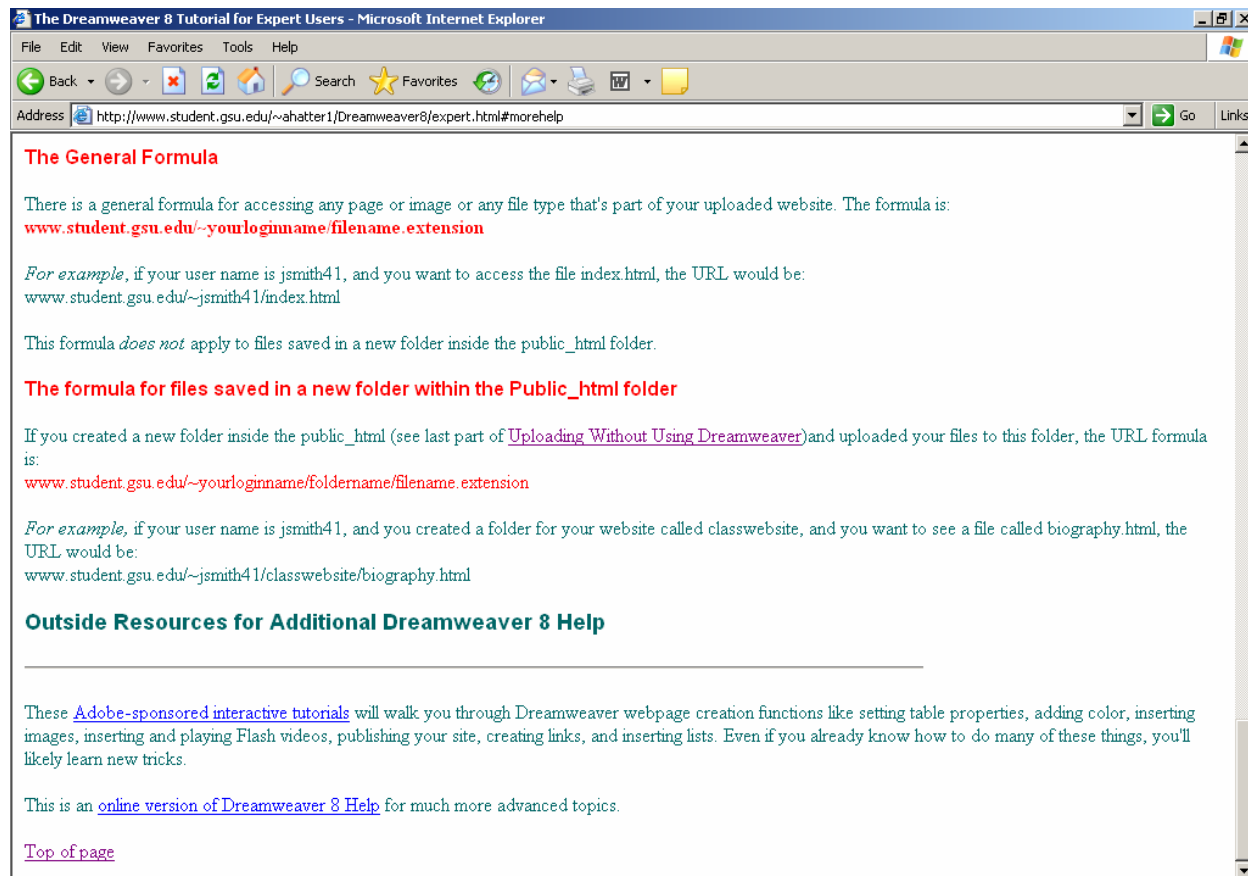 The Dreamweaver 8 Tutorial for Expert Users - Microsoft Internet Explorer
File Edit View Favorites Tools Help
Back Search Favorites
Address http://www.student.gsu.edu/~ahatter1/Dreamweaver8/expert.html#morehelp Go Links
The General Formula
There is a general formula for accessing any page or image or any file type that's part of your uploaded website. The formula is:
www.student.gsu.edu/~yourloginname/filename.extension
For example, if your user name is jsmith41, and you want to access the file index.html, the URL would be:
www.student.gsu.edu/~jsmith41/index.html
This formula does not apply to files saved in a new folder inside the public_html folder.
The formula for files saved in a new folder within the Public_html folder
If you created a new folder inside the public_html (see last part of Uploading Without Using Dreamweaver)and uploaded your files to this folder, the URL formula
is:
www.student.gsu.edu/~yourloginname/foldername/filename.extension
For example, if your user name is jsmith41, and you created a folder for your website called classwebsite, and you want to see a file called biography.html, the
URL would be:
www.student.gsu.edu/~jsmith41/classwebsite/biography.html
Outside Resources for Additional Dreamweaver 8 Help
These Adobe-sponsored interactive tutorials will walk you through Dreamweaver webpage creation functions like setting table properties, adding color, inserting
images, inserting and playing Flash videos, publishing your site, creating links, and inserting lists. Even if you already know how to do many of these things, you'll
likely learn new tricks.
This is an online version of Dreamweaver 8 Help for much more advanced topics.
Top of page